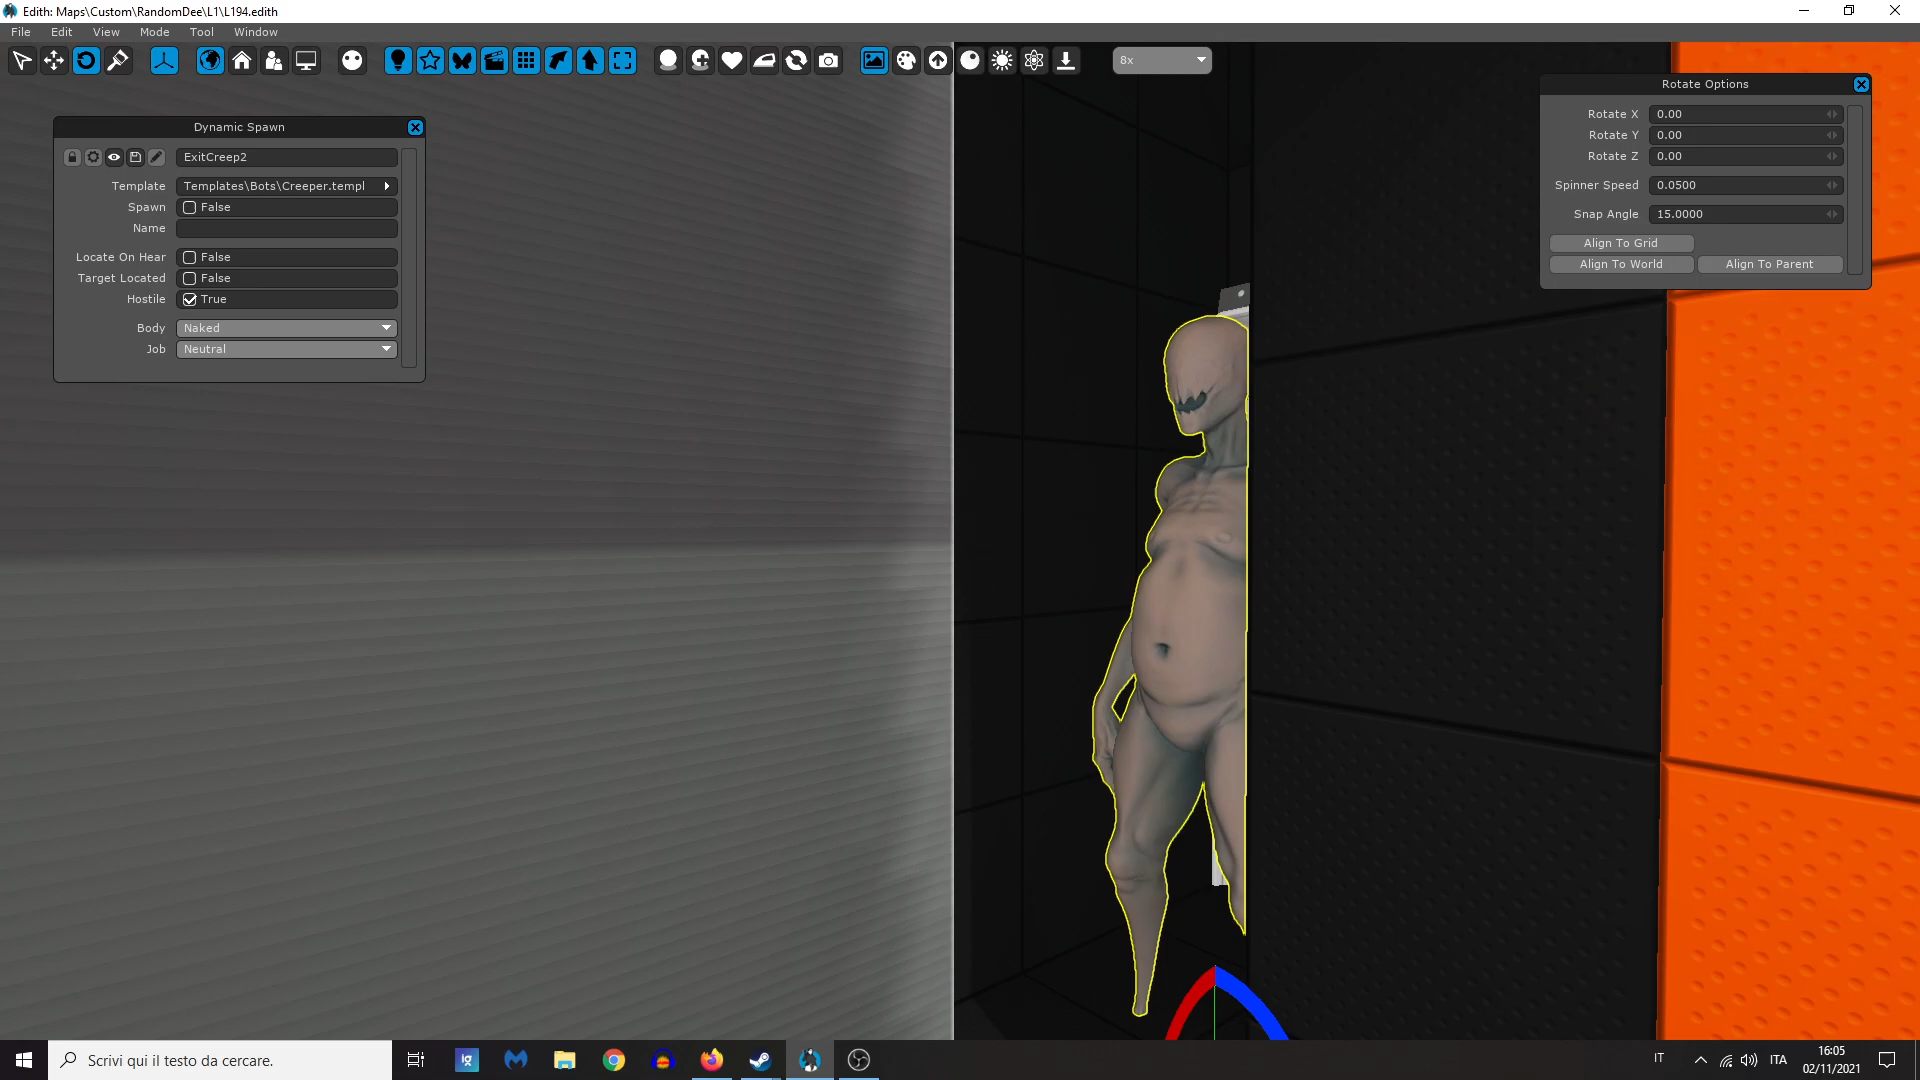 Edith: Maps\Custom\RandomDee\L1\L194.edith
File Edit View Mode Tool Window
8x
Dynamic Spawn
ExitCreep2
Template Templates\Bots\Creeper.templ
Spawn False
Name
Locate On Hear False
Target Located False
Hostile True
Body Naked
Job Neutral
Rotate Options
Rotate X 0.00
Rotate Y 0.00
Rotate Z 0.00
Spinner Speed 0.0500
Snap Angle 15.0000
Align To Grid
Align To World Align To Parent
Scrivi qui il testo da cercare.
IT
ITA
16:05
02/11/2021